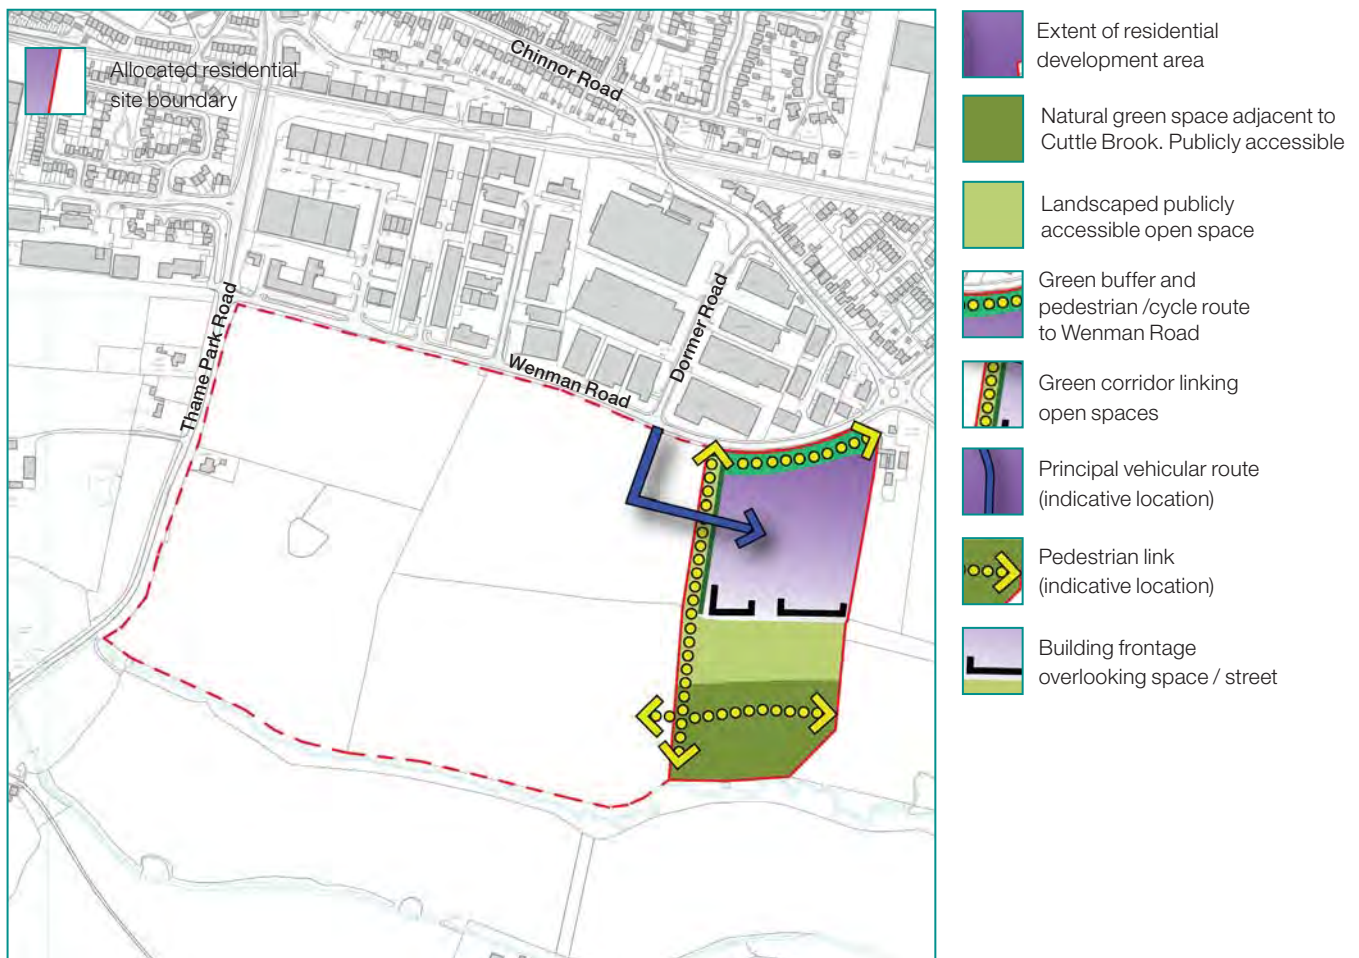 Allocated residential
site boundary
Chinnor Road
Thame Park Road
Wenman Road
Dormer Road
Extent of residential
development area
Natural green space adjacent to
Cuttle Brook. Publicly accessible
Landscaped publicly
accessible open space
Green buffer and
pedestrian /cycle route
to Wenman Road
Green corridor linking
open spaces
Principal vehicular route
(indicative location)
Pedestrian link
(indicative location)
Building frontage
overlooking space / street